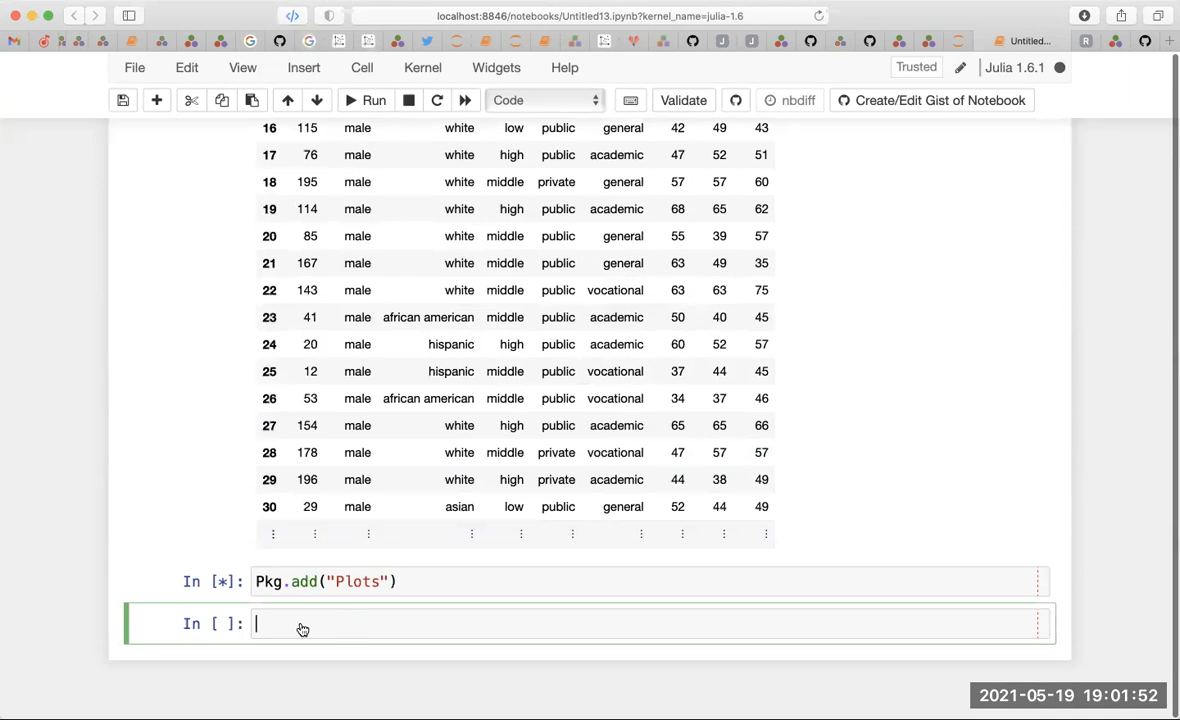 localhost:8846/notebooks/Untitled13.ipynb?kernel_name=julia-1.6
Untitled...
File Edit View Insert Cell Kernel Widgets Help Trusted Julia 1.6.1
Run Code Validate nbdiff Create/Edit Gist of Notebook
16 115 male white low public general 42 49 43
17 76 male white high public academic 47 52 51
18 195 male white middle private general 57 57 60
19 114 male white high public academic 68 65 62
20 85 male white middle public general 55 39 57
21 167 male white middle public general 63 49 35
22 143 male white middle public vocational 63 63 75
23 41 male african american middle public academic 50 40 45
24 20 male hispanic high public academic 60 52 57
25 12 male hispanic middle public vocational 37 44 45
26 53 male african american middle public vocational 34 37 46
27 154 male white high public academic 65 65 66
28 178 male white middle private vocational 47 57 57
29 196 male white high private academic 44 38 49
30 29 male asian low public general 52 44 49
⋮ ⋮ ⋮ ⋮ ⋮ ⋮ ⋮ ⋮ ⋮ ⋮
In [*]: Pkg.add("Plots")
In [ ]:
2021-05-19 19:01:52